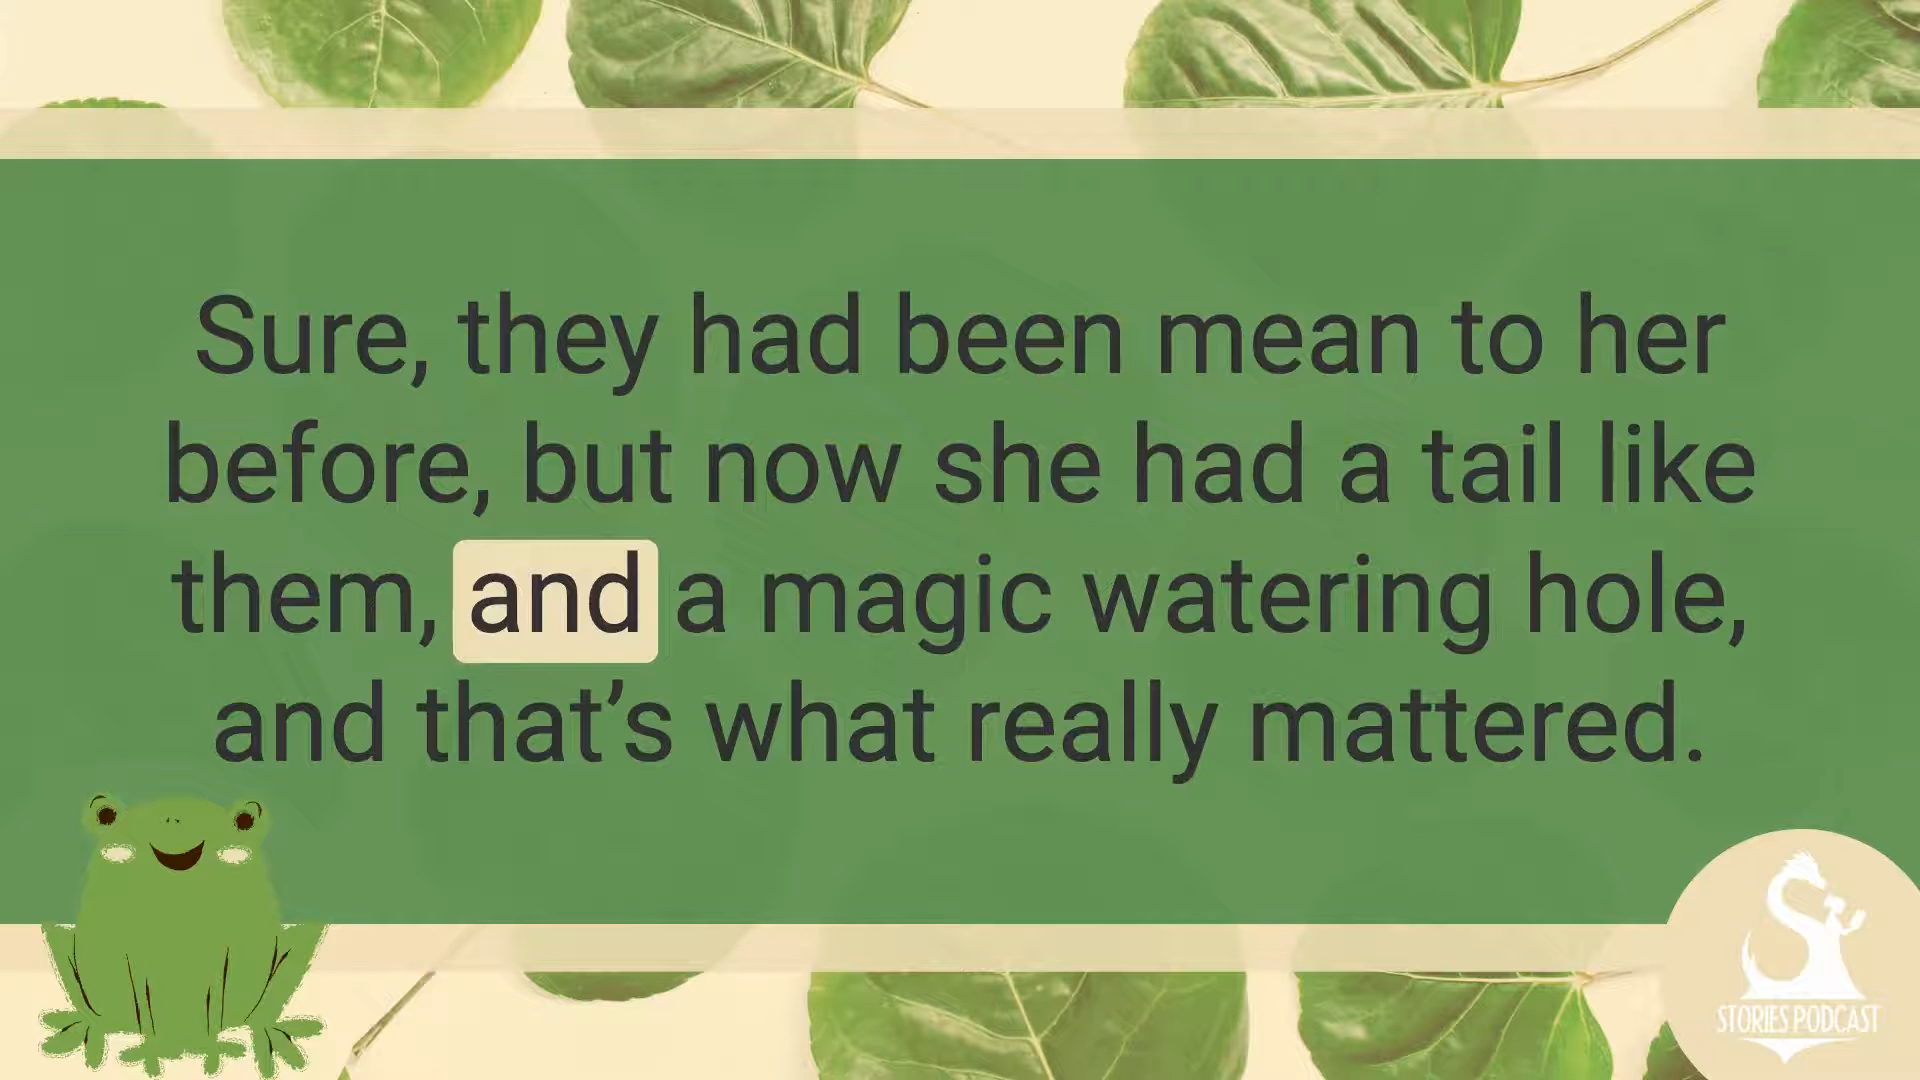 Sure, they had been mean to her
before, but now she had a tail like
them, and a magic watering hole,
and that’s what really mattered.
STORIES PODCAST